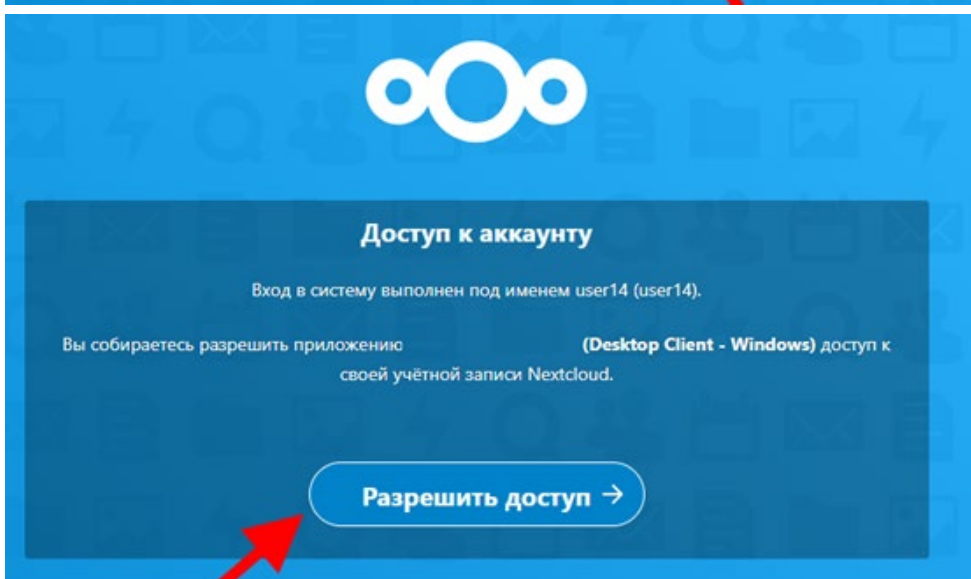 Доступ к аккаунту
Вход в систему выполнен под именем user14 (user14).
Вы собираетесь разрешить приложению (Desktop Client - Windows) доступ к
своей учётной записи Nextcloud.
Разрешить доступ →